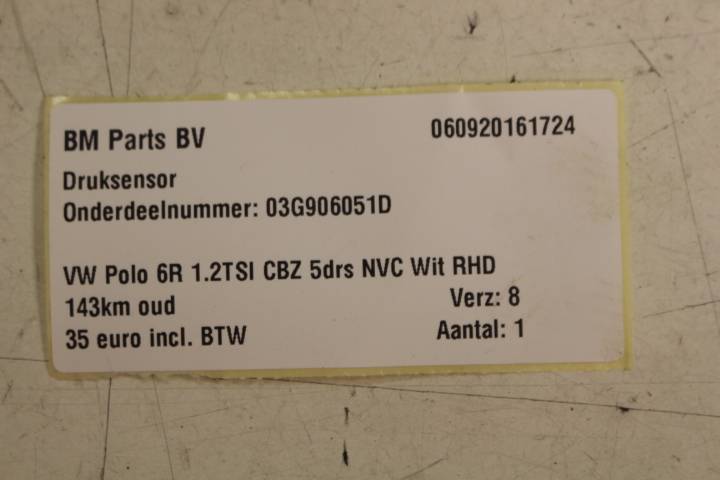 BM Parts BV 060920161724
Druksensor
Onderdeelnummer: 03G906051D
VW Polo 6R 1.2TSI CBZ 5drs NVC Wit RHD
143km oud Verz: 8
35 euro incl. BTW Aantal: 1